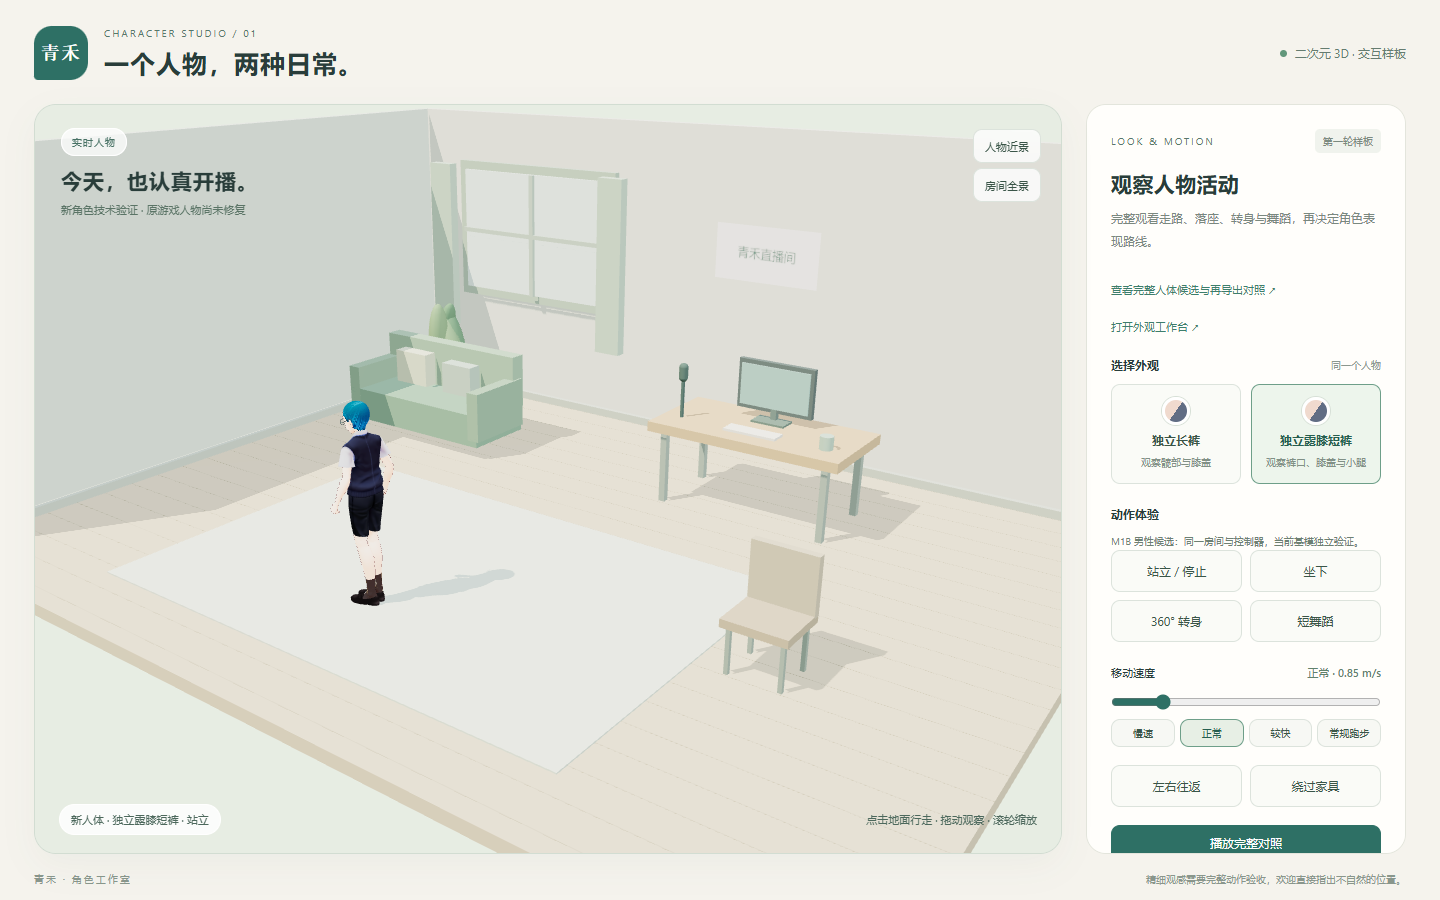 青禾
CHARACTER STUDIO / 01
一个人物，两种日常。
二次元 3D · 交互样板
实时人物
今天，也认真开播。
新角色技术验证 · 原游戏人物尚未修复
人物近景
房间全景
青禾直播间
新人体 · 独立露膝短裤 · 站立
点击地面行走 · 拖动观察 · 滚轮缩放
LOOK & MOTION
第一轮样板
观察人物活动
完整观看走路、落座、转身与舞蹈，再决定角色表
现路线。
查看完整人体候选与再导出对照 ↗
打开外观工作台 ↗
选择外观
同一个人物
独立长裤
观察髋部与膝盖
独立露膝短裤
观察裤口、膝盖与小腿
动作体验
M18 男性候选：同一房间与控制器，当前基模独立验证。
站立 / 停止
坐下
360° 转身
短舞蹈
移动速度
正常 · 0.85 m/s
慢速
正常
较快
常规跑步
左右往返
绕过家具
播放完整对照
青禾 · 角色工作室
精细观感需要完整动作验收，欢迎直接指出不自然的位置。